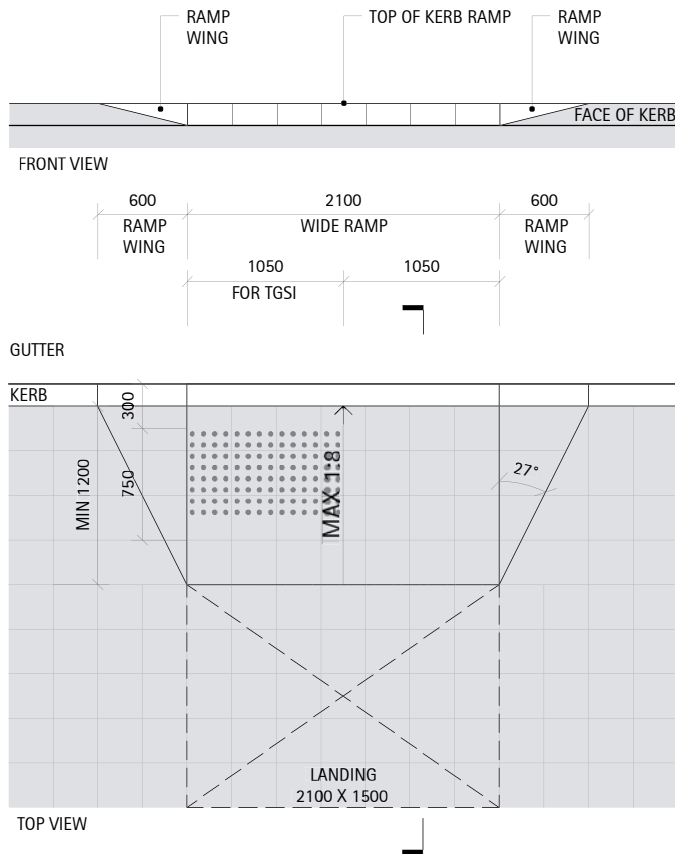 RAMP
WING
TOP OF KERB RAMP
RAMP
WING
FACE OF KERB
FRONT VIEW
600
2100
600
RAMP
WING
WIDE RAMP
RAMP
WING
1050
1050
FOR TGSI
GUTTER
KERB
300
750
MIN 1200
MAX 1:8
27°
LANDING
2100 X 1500
TOP VIEW